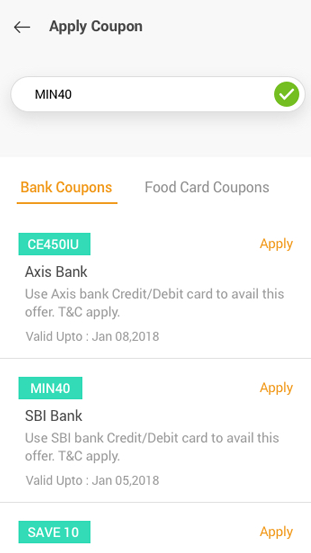 Apply Coupon
MIN40
Bank Coupons
Food Card Coupons
CE450IU
Apply
Axis Bank
Use Axis bank Credit/Debit card to avail this
offer. T&C apply.
Valid Upto : Jan 08,2018
MIN40
Apply
SBI Bank
Use SBI bank Credit/Debit card to avail this
offer. T&C apply.
Valid Upto : Jan 05,2018
SAVE 10
Apply